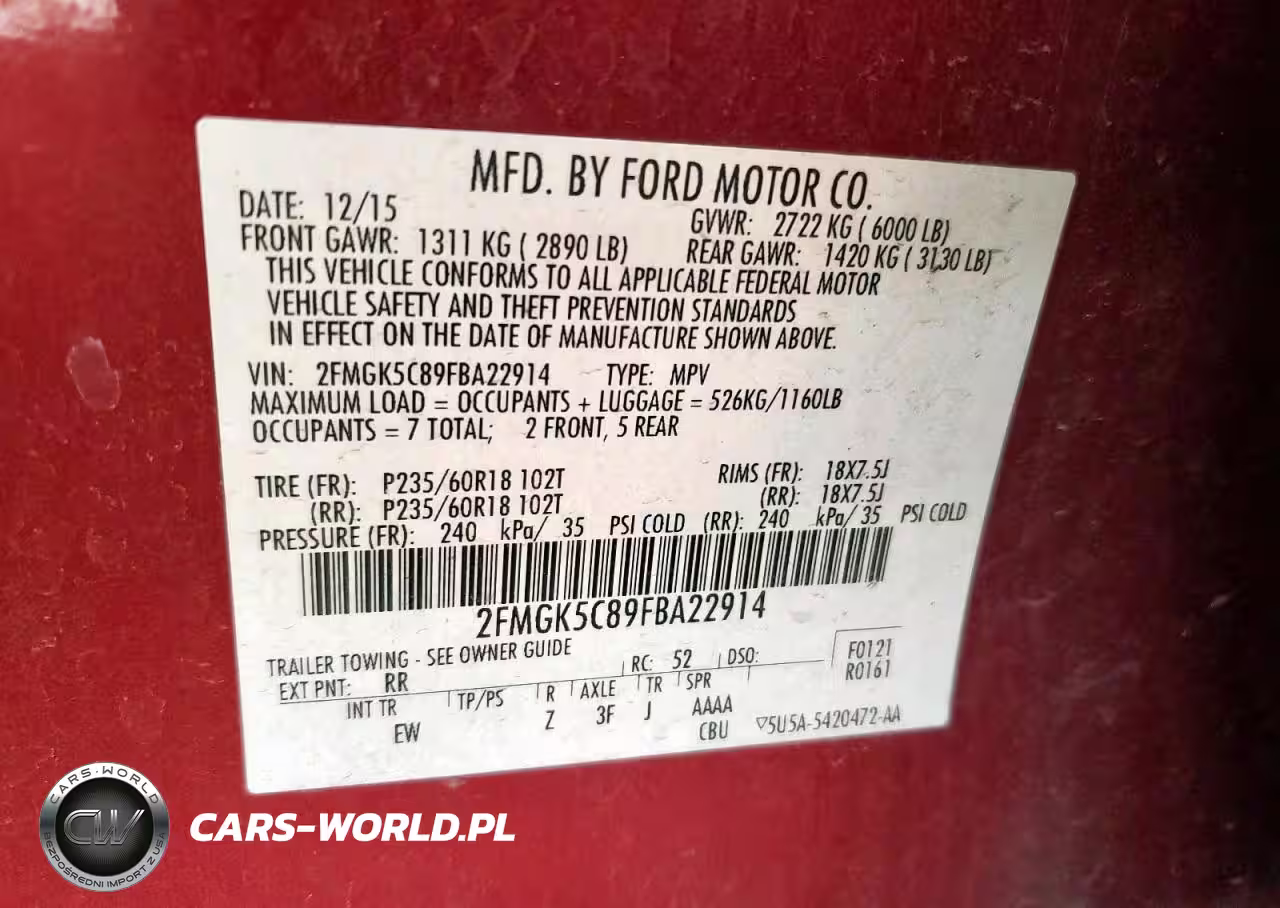 MFD. BY FORD MOTOR CO.
DATE: 12/15 GVWR: 2722 KG ( 6000 LB)
FRONT GAWR: 1311 KG ( 2890 LB) REAR GAWR: 1420 KG ( 3130 LB)
THIS VEHICLE CONFORMS TO ALL APPLICABLE FEDERAL MOTOR
VEHICLE SAFETY AND THEFT PREVENTION STANDARDS
IN EFFECT ON THE DATE OF MANUFACTURE SHOWN ABOVE.
VIN: 2FMGK5C89FBA22914 TYPE: MPV
MAXIMUM LOAD = OCCUPANTS + LUGGAGE = 526KG/1160LB
OCCUPANTS = 7 TOTAL; 2 FRONT, 5 REAR
TIRE (FR): P235/60R18 102T RIMS (FR): 18X7.5J
(RR): P235/60R18 102T (RR): 18X7.5J
PRESSURE (FR): 240 kPa/ 35 PSI COLD (RR): 240 kPa/ 35 PSI COLD
2FMGK5C89FBA22914
TRAILER TOWING - SEE OWNER GUIDE
EXT PNT: RR RC: 52 DSO: F0121
R0161
INT TR TP/PS R AXLE TR SPR
EW Z 3F J AAAA
CBU ▽5U5A-5420472-AA
CARS-WORLD
CW
BEZPOŚREDNI IMPORT Z USA
CARS-WORLD.PL